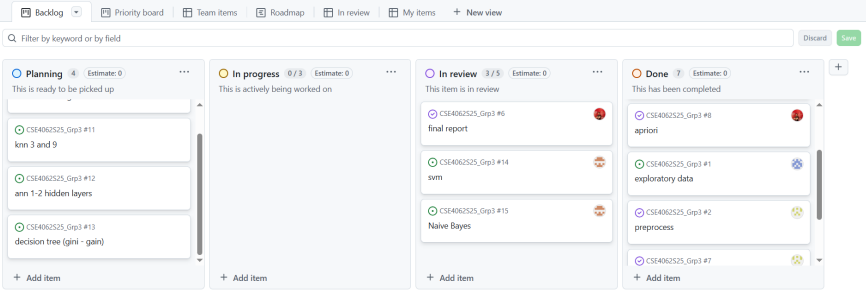 Backlog
Priority board
Team items
Roadmap
In review
My items
+ New view
Filter by keyword or by field
Discard
Save
Planning 4 Estimate: 0 ...
This is ready to be picked up
CSE4062S25_Grp3 #11
knn 3 and 9
CSE4062S25_Grp3 #12
ann 1-2 hidden layers
CSE4062S25_Grp3 #13
decision tree (gini - gain)
+ Add item
In progress 0 / 3 Estimate: 0 ...
This is actively being worked on
+ Add item
In review 3 / 5 Estimate: 0 ...
This item is in review
CSE4062S25_Grp3 #6
final report
CSE4062S25_Grp3 #14
svm
CSE4062S25_Grp3 #15
Naive Bayes
+ Add item
Done 7 Estimate: 0 ...
This has been completed
CSE4062S25_Grp3 #8
apriori
CSE4062S25_Grp3 #1
exploratory data
CSE4062S25_Grp3 #2
preprocess
CSE4062S25_Grp3 #7
+ Add item
+